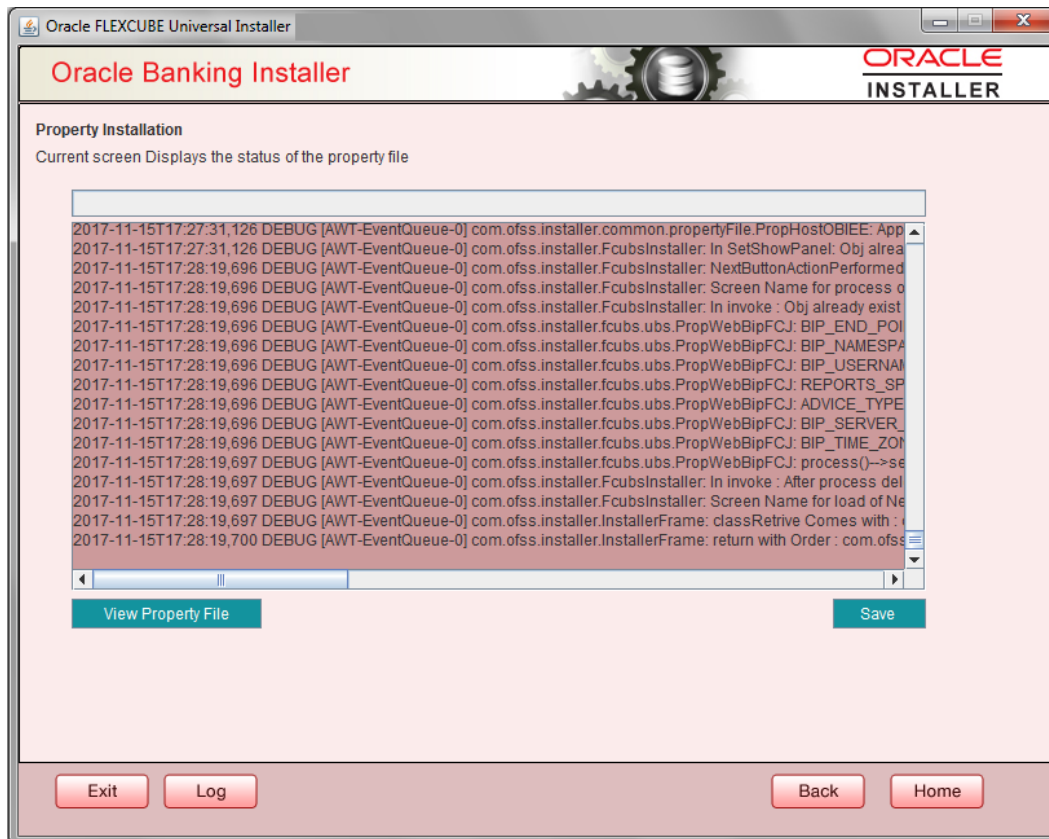 Oracle FLEXCUBE Universal Installer
Oracle Banking Installer
ORACLE
INSTALLER
Property Installation
Current screen Displays the status of the property file
2017-11-15T17:27:31,126 DEBUG [AWT-EventQueue-0] com.ofss.installer.common.propertyFile.PropHostOBIEE: App
2017-11-15T17:27:31,126 DEBUG [AWT-EventQueue-0] com.ofss.installer.FcubsInstaller: In SetShowPanel: Obj alrea
2017-11-15T17:28:19,696 DEBUG [AWT-EventQueue-0] com.ofss.installer.FcubsInstaller: NextButtonActionPerformed
2017-11-15T17:28:19,696 DEBUG [AWT-EventQueue-0] com.ofss.installer.FcubsInstaller: Screen Name for process o
2017-11-15T17:28:19,696 DEBUG [AWT-EventQueue-0] com.ofss.installer.FcubsInstaller: In invoke : Obj already exist
2017-11-15T17:28:19,696 DEBUG [AWT-EventQueue-0] com.ofss.installer.fcubs.ubs.PropWebBipFCJ: BIP_END_POI
2017-11-15T17:28:19,696 DEBUG [AWT-EventQueue-0] com.ofss.installer.fcubs.ubs.PropWebBipFCJ: BIP_NAMESPA
2017-11-15T17:28:19,696 DEBUG [AWT-EventQueue-0] com.ofss.installer.fcubs.ubs.PropWebBipFCJ: BIP_USERNAM
2017-11-15T17:28:19,696 DEBUG [AWT-EventQueue-0] com.ofss.installer.fcubs.ubs.PropWebBipFCJ: REPORTS_SP
2017-11-15T17:28:19,696 DEBUG [AWT-EventQueue-0] com.ofss.installer.fcubs.ubs.PropWebBipFCJ: ADVICE_TYPE
2017-11-15T17:28:19,696 DEBUG [AWT-EventQueue-0] com.ofss.installer.fcubs.ubs.PropWebBipFCJ: BIP_SERVER_
2017-11-15T17:28:19,696 DEBUG [AWT-EventQueue-0] com.ofss.installer.fcubs.ubs.PropWebBipFCJ: BIP_TIME_ZON
2017-11-15T17:28:19,697 DEBUG [AWT-EventQueue-0] com.ofss.installer.fcubs.ubs.PropWebBipFCJ: process()-->se
2017-11-15T17:28:19,697 DEBUG [AWT-EventQueue-0] com.ofss.installer.FcubsInstaller: In invoke : After process del
2017-11-15T17:28:19,697 DEBUG [AWT-EventQueue-0] com.ofss.installer.FcubsInstaller: Screen Name for load of Ne
2017-11-15T17:28:19,697 DEBUG [AWT-EventQueue-0] com.ofss.installer.InstallerFrame: classRetrive Comes with :
2017-11-15T17:28:19,700 DEBUG [AWT-EventQueue-0] com.ofss.installer.InstallerFrame: return with Order : com.ofss
View Property File
Save
Exit
Log
Back
Home